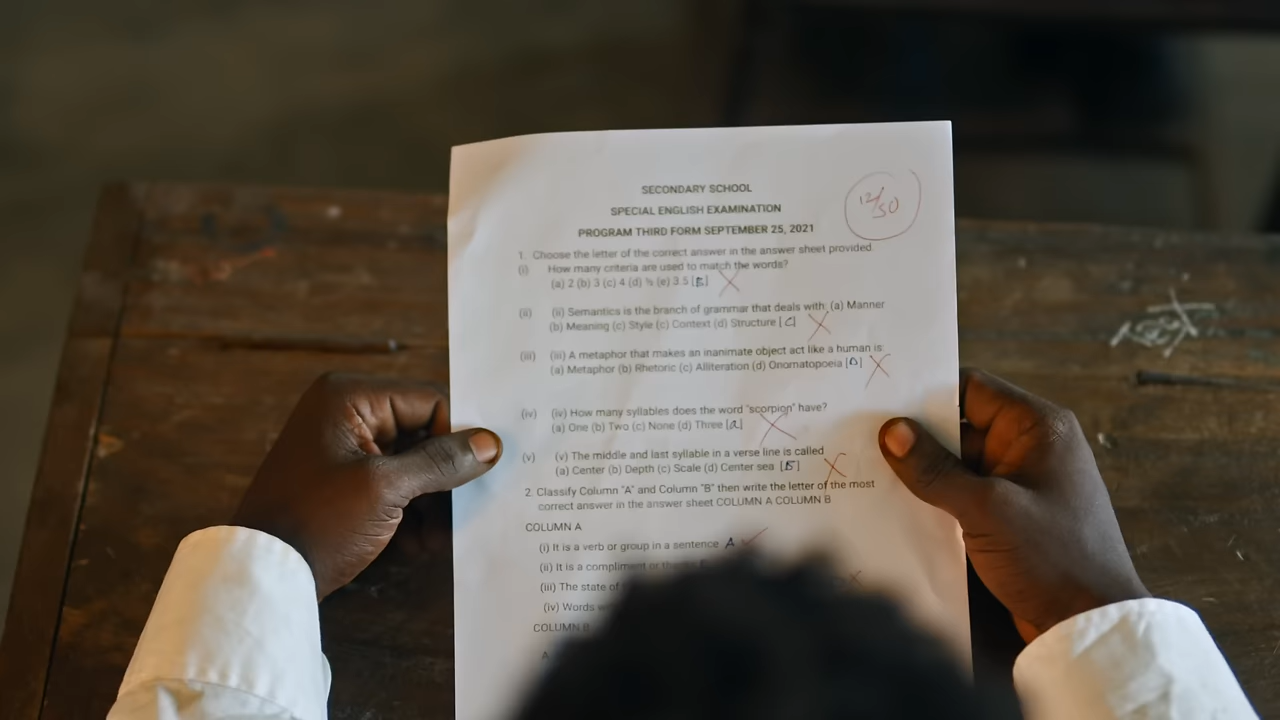 SECONDARY SCHOOL
SPECIAL ENGLISH EXAMINATION
PROGRAM THIRD FORM SEPTEMBER 25, 2021
12/50
1. Choose the letter of the correct answer in the answer sheet provided
(i) How many criteria are used to match the words?
(a) 2 (b) 3 (c) 4 (d) ½ (e) 3.5 [B]
(ii) (ii) Semantics is the branch of grammar that deals with: (a) Manner
(b) Meaning (c) Style (c) Context (d) Structure [C]
(iii) (iii) A metaphor that makes an inanimate object act like a human is:
(a) Metaphor (b) Rhetoric (c) Alliteration (d) Onomatopoeia [D]
(iv) (iv) How many syllables does the word "scorpion" have?
(a) One (b) Two (c) None (d) Three [a]
(v) (v) The middle and last syllable in a verse line is called
(a) Center (b) Depth (c) Scale (d) Center sea [B]
2. Classify Column "A" and Column "B" then write the letter of the most
correct answer in the answer sheet COLUMN A COLUMN B
COLUMN A
(i) It is a verb or group in a sentence A
(ii) It is a compliment or
(iii) The state of
(iv) Words
COLUMN B
A